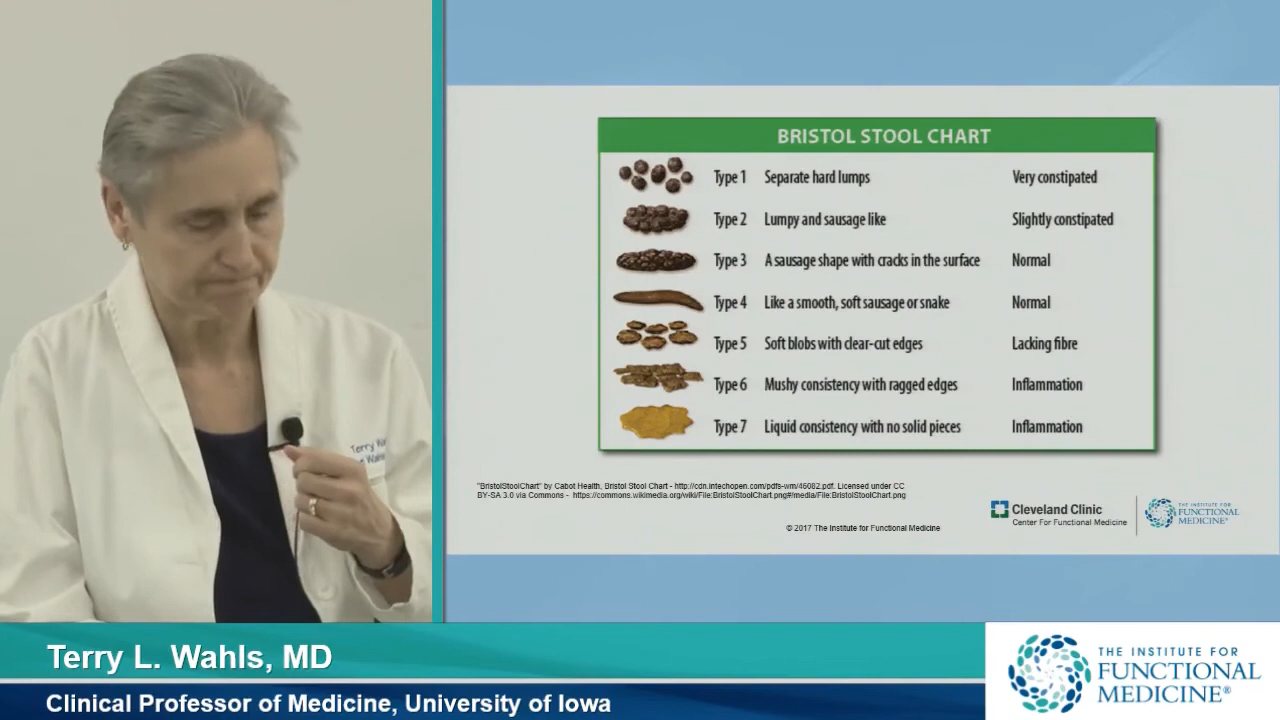 BRISTOL STOOL CHART
Type 1 Separate hard lumps Very constipated
Type 2 Lumpy and sausage like Slightly constipated
Type 3 A sausage shape with cracks in the surface Normal
Type 4 Like a smooth, soft sausage or snake Normal
Type 5 Soft blobs with clear-cut edges Lacking fibre
Type 6 Mushy consistency with ragged edges Inflammation
Type 7 Liquid consistency with no solid pieces Inflammation
"BristolStoolChart" by Cabot Health, Bristol Stool Chart - http://cdn.intechopen.com/pdfs-wm/46082.pdf. Licensed under CC
BY-SA 3.0 via Commons - https://commons.wikimedia.org/wiki/File:BristolStoolChart.png#/media/File:BristolStoolChart.png
© 2017 The Institute for Functional Medicine
Cleveland Clinic
Center For Functional Medicine
THE INSTITUTE FOR
FUNCTIONAL
MEDICINE®
Terry
Wahls
Terry L. Wahls, MD
Clinical Professor of Medicine, University of Iowa
THE INSTITUTE FOR
FUNCTIONAL
MEDICINE®